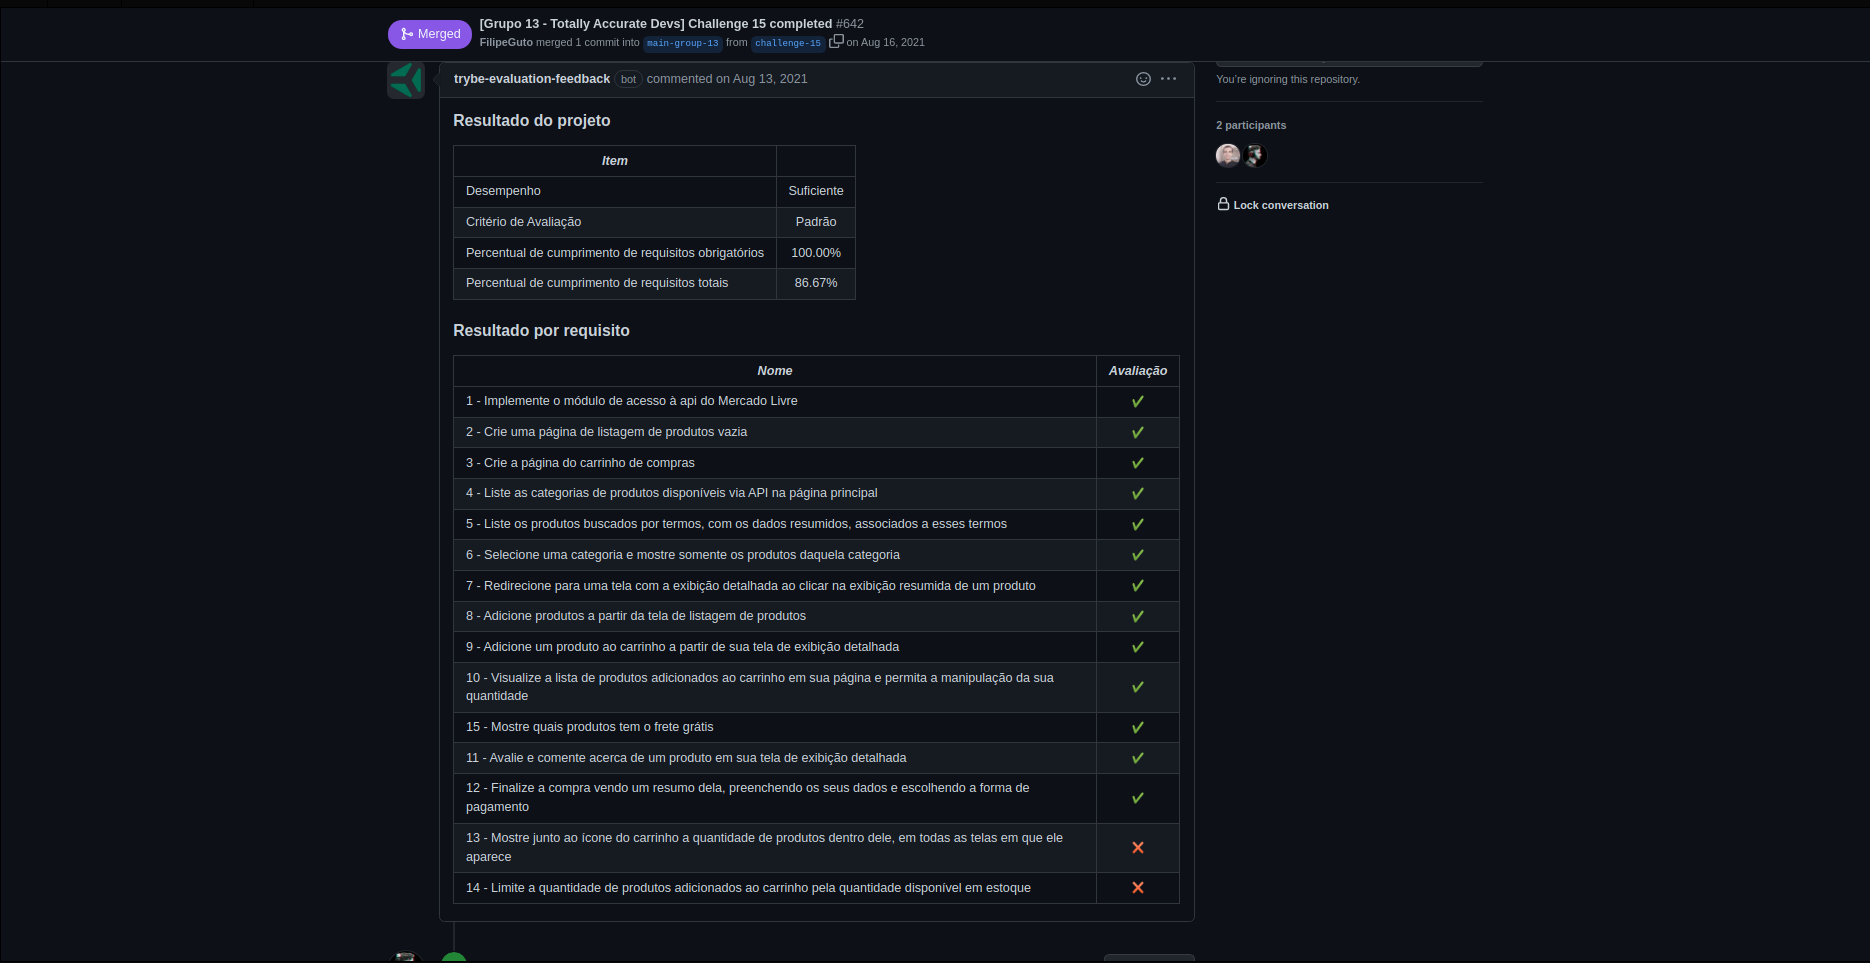 Merged
[Grupo 13 - Totally Accurate Devs] Challenge 15 completed #642
FilipeGuto merged 1 commit into main-group-13 from challenge-15 on Aug 16, 2021
trybe-evaluation-feedback bot commented on Aug 13, 2021
You're ignoring this repository.
2 participants
Lock conversation
Resultado do projeto
Item
Desempenho Suficiente
Critério de Avaliação Padrão
Percentual de cumprimento de requisitos obrigatórios 100.00%
Percentual de cumprimento de requisitos totais 86.67%
Resultado por requisito
Nome Avaliação
1 - Implemente o módulo de acesso à api do Mercado Livre ✔
2 - Crie uma página de listagem de produtos vazia ✔
3 - Crie a página do carrinho de compras ✔
4 - Liste as categorias de produtos disponíveis via API na página principal ✔
5 - Liste os produtos buscados por termos, com os dados resumidos, associados a esses termos ✔
6 - Selecione uma categoria e mostre somente os produtos daquela categoria ✔
7 - Redirecione para uma tela com a exibição detalhada ao clicar na exibição resumida de um produto ✔
8 - Adicione produtos a partir da tela de listagem de produtos ✔
9 - Adicione um produto ao carrinho a partir de sua tela de exibição detalhada ✔
10 - Visualize a lista de produtos adicionados ao carrinho em sua página e permita a manipulação da sua
quantidade ✔
15 - Mostre quais produtos tem o frete grátis ✔
11 - Avalie e comente acerca de um produto em sua tela de exibição detalhada ✔
12 - Finalize a compra vendo um resumo dela, preenchendo os seus dados e escolhendo a forma de
pagamento ✔
13 - Mostre junto ao ícone do carrinho a quantidade de produtos dentro dele, em todas as telas em que ele
aparece ❌
14 - Limite a quantidade de produtos adicionados ao carrinho pela quantidade disponível em estoque ❌